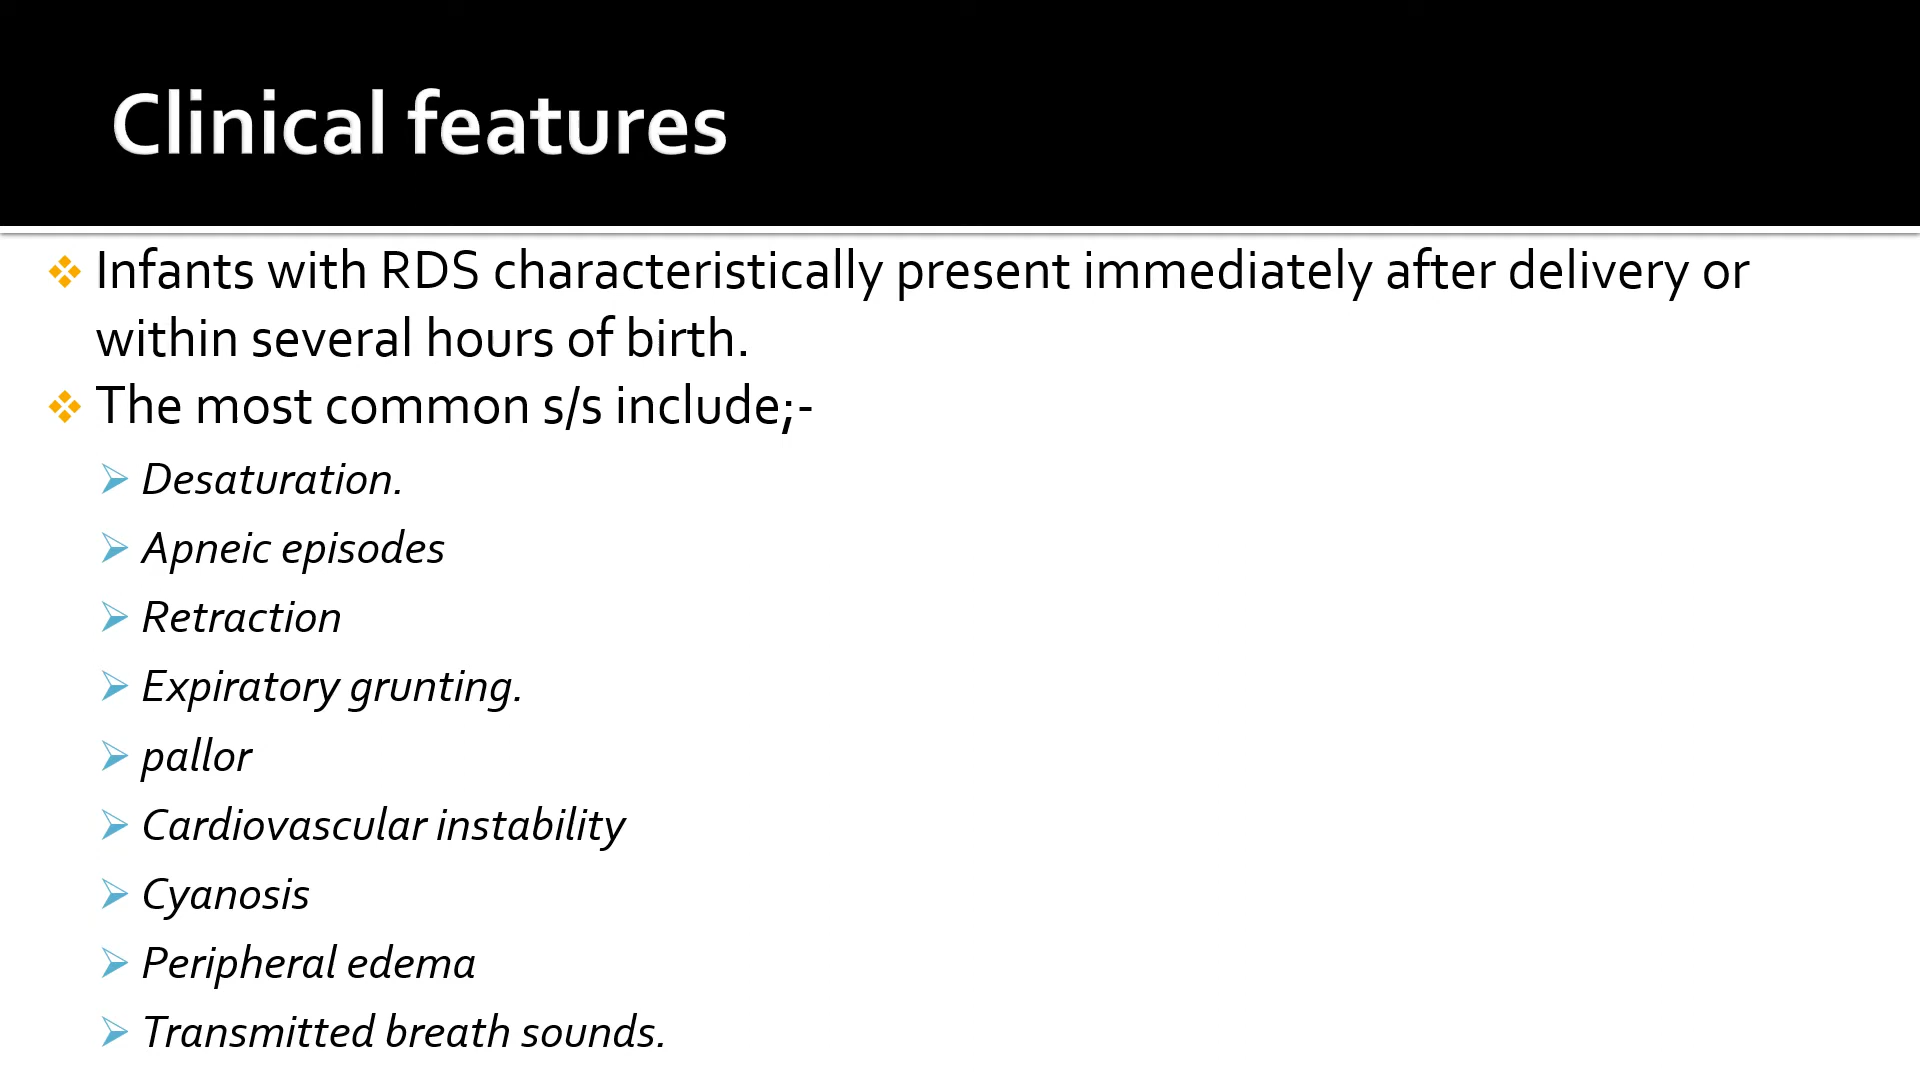 Clinical features
Infants with RDS characteristically present immediately after delivery or
within several hours of birth.
The most common s/s include;-
Desaturation.
Apneic episodes
Retraction
Expiratory grunting.
pallor
Cardiovascular instability
Cyanosis
Peripheral edema
Transmitted breath sounds.